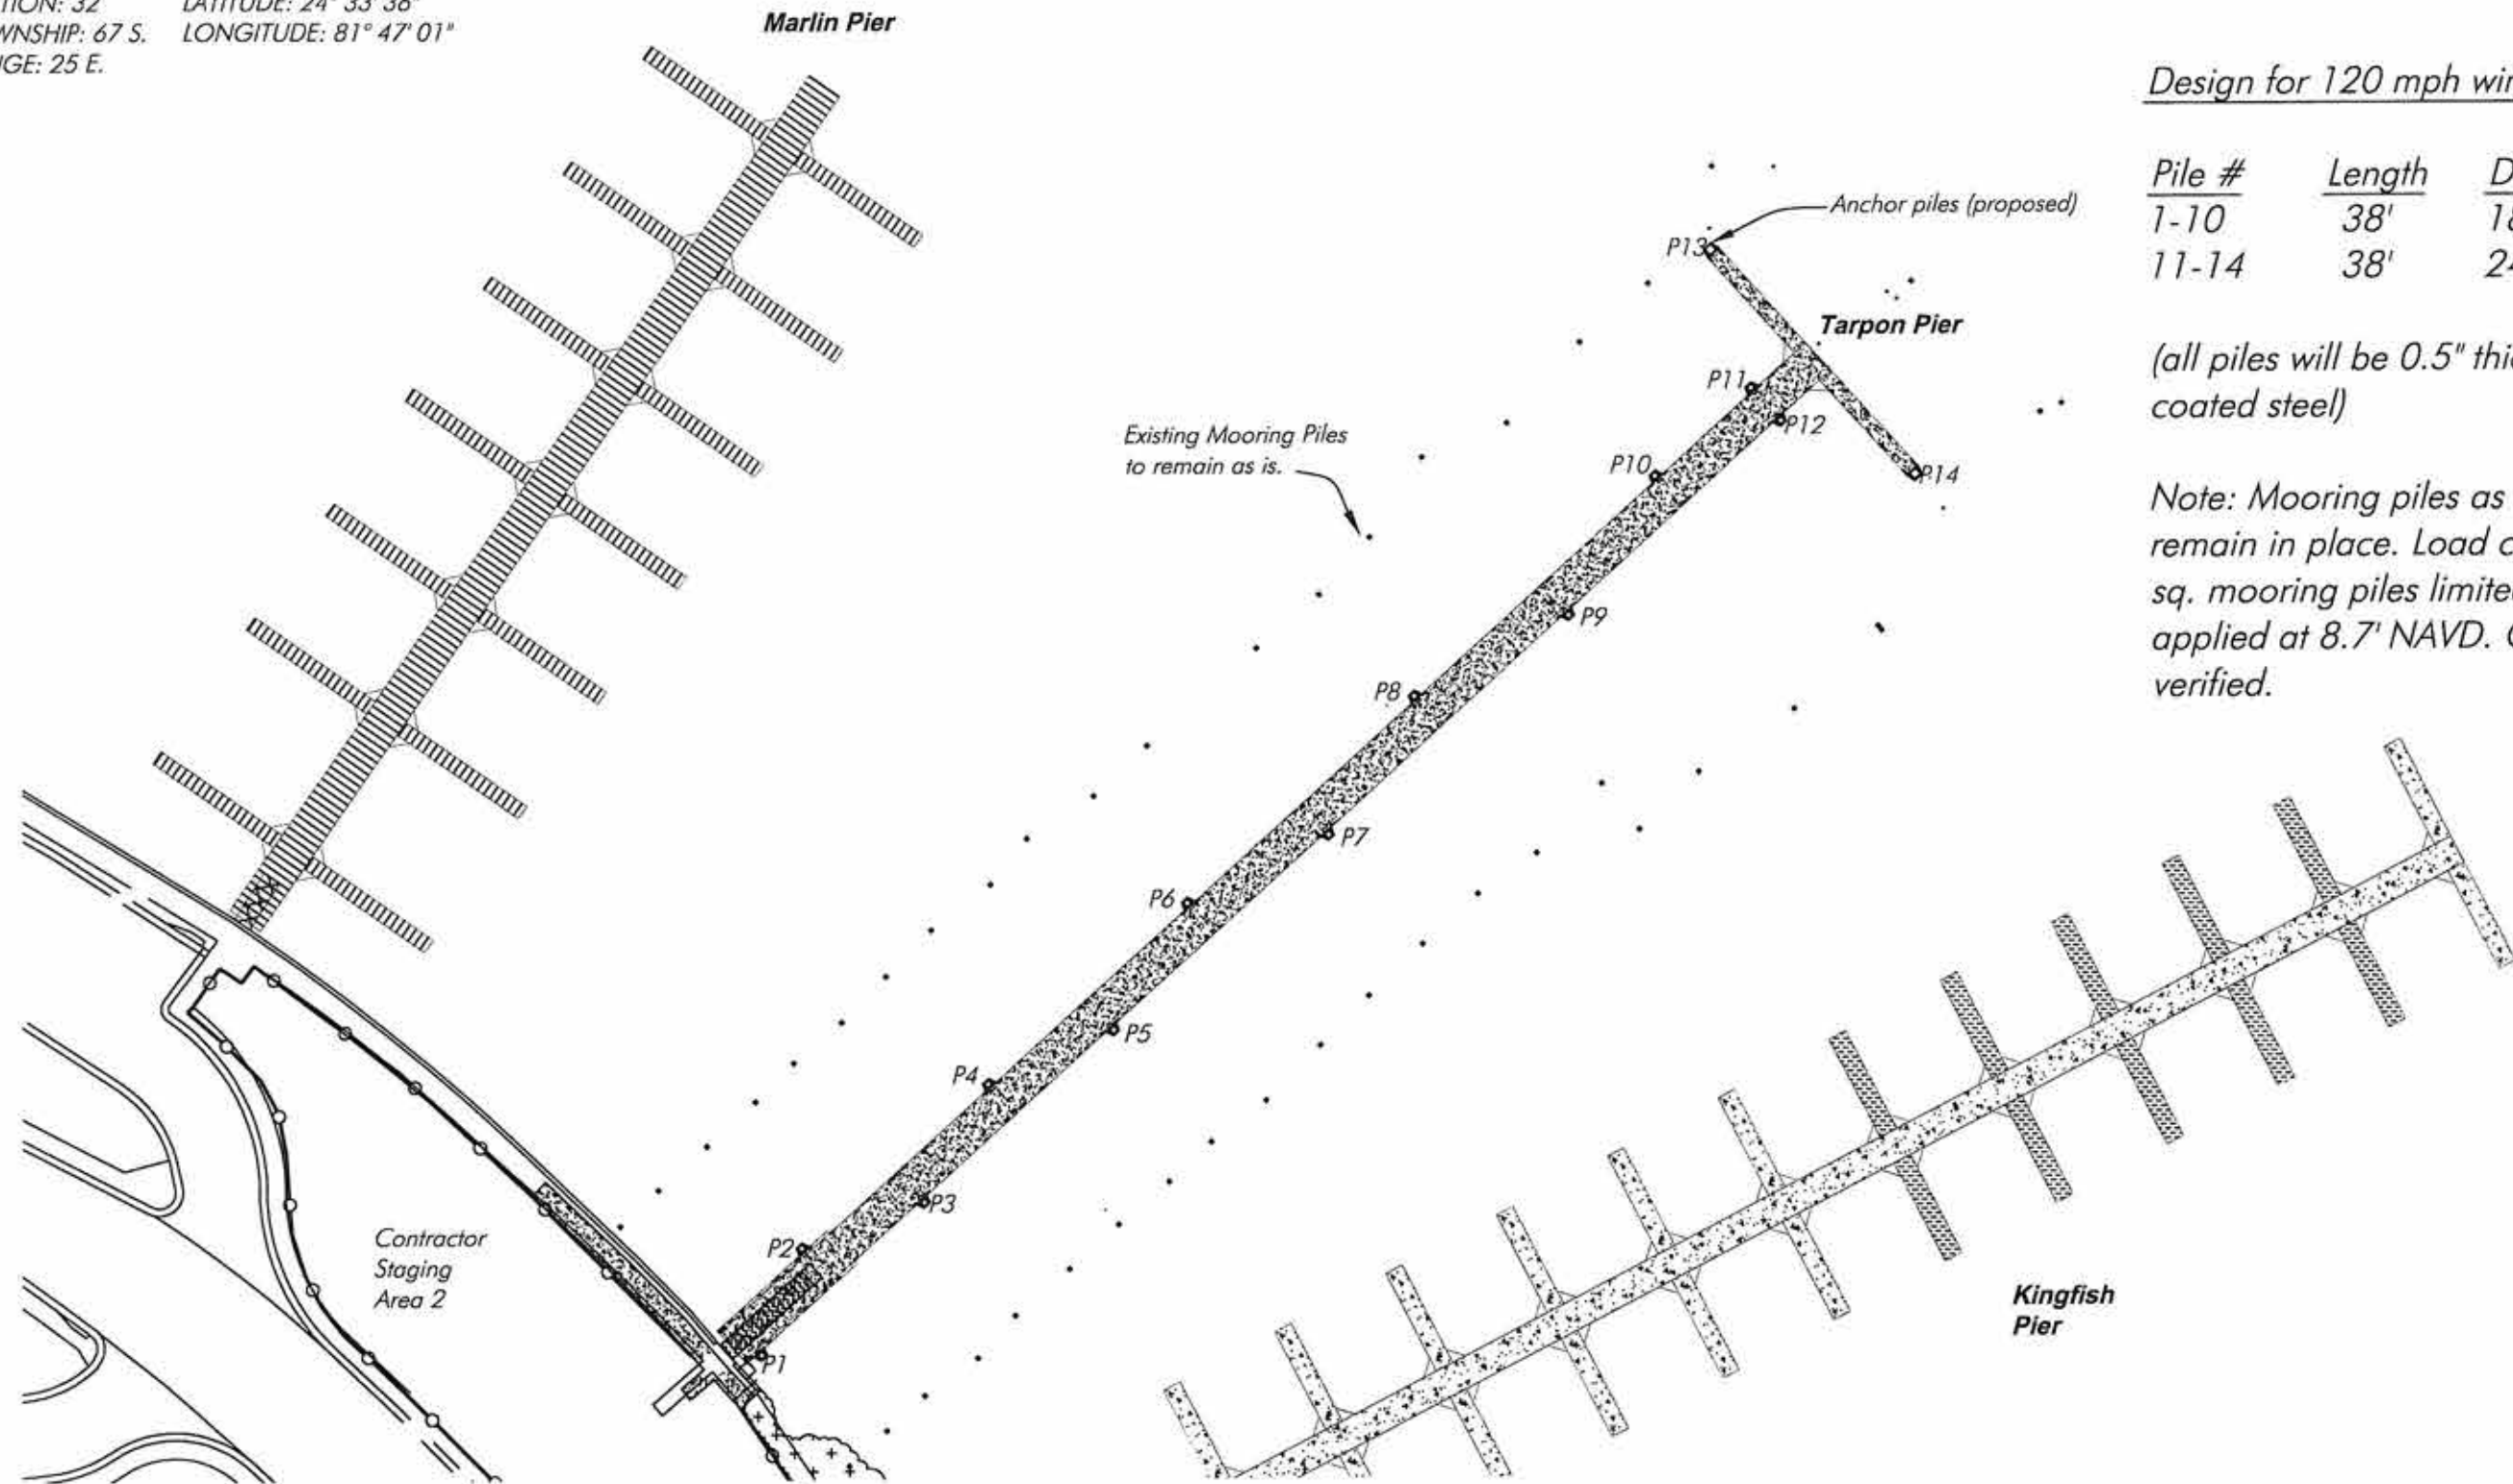 TION: 32 LATITUDE: 24° 33' 38"
WNSHIP: 67 S. LONGITUDE: 81° 47' 01"
GE: 25 E.
Marlin Pier
Design for 120 mph
Pile # Length
1-10 38'
11-14 38'
(all piles will be 0.5"
coated steel)
Note: Mooring piles as
remain in place. Load
sq. mooring piles
applied at 8.7' NAVD.
verified.
Anchor piles (proposed)
P13
Tarpon Pier
P11
P12
P10
P14
Existing Mooring Piles
to remain as is.
P9
P8
P7
P6
P5
P4
P3
P2
P1
Contractor
Staging
Area 2
Kingfish
Pier